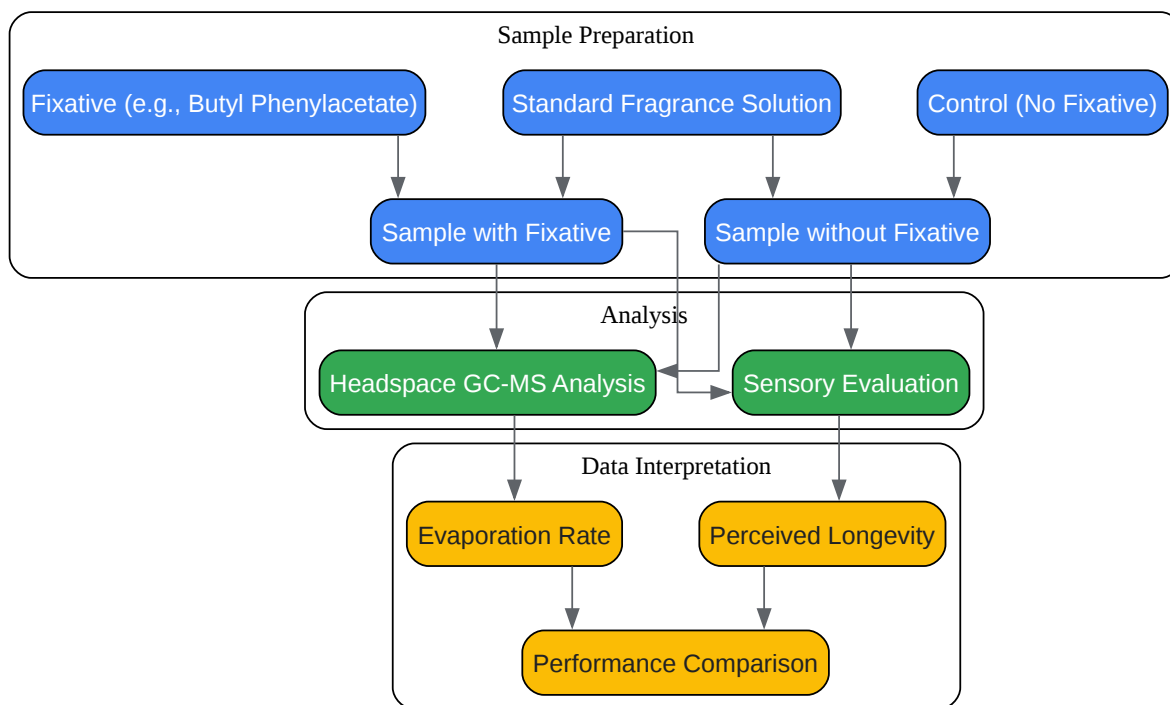 Sample Preparation
Fixative (e.g., Butyl Phenylacetate)
Standard Fragrance Solution
Control (No Fixative)
Sample with Fixative
Sample without Fixative
Analysis
Headspace GC-MS Analysis
Sensory Evaluation
Data Interpretation
Evaporation Rate
Perceived Longevity
Performance Comparison